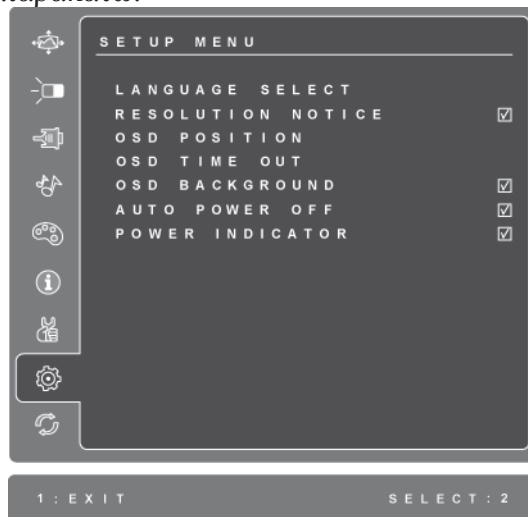 SETUP MENU
LANGUAGE SELECT
RESOLUTION NOTICE ☑
OSD POSITION
OSD TIME OUT
OSD BACKGROUND ☑
AUTO POWER OFF ☑
POWER INDICATOR ☑
1:EXIT SELECT:2